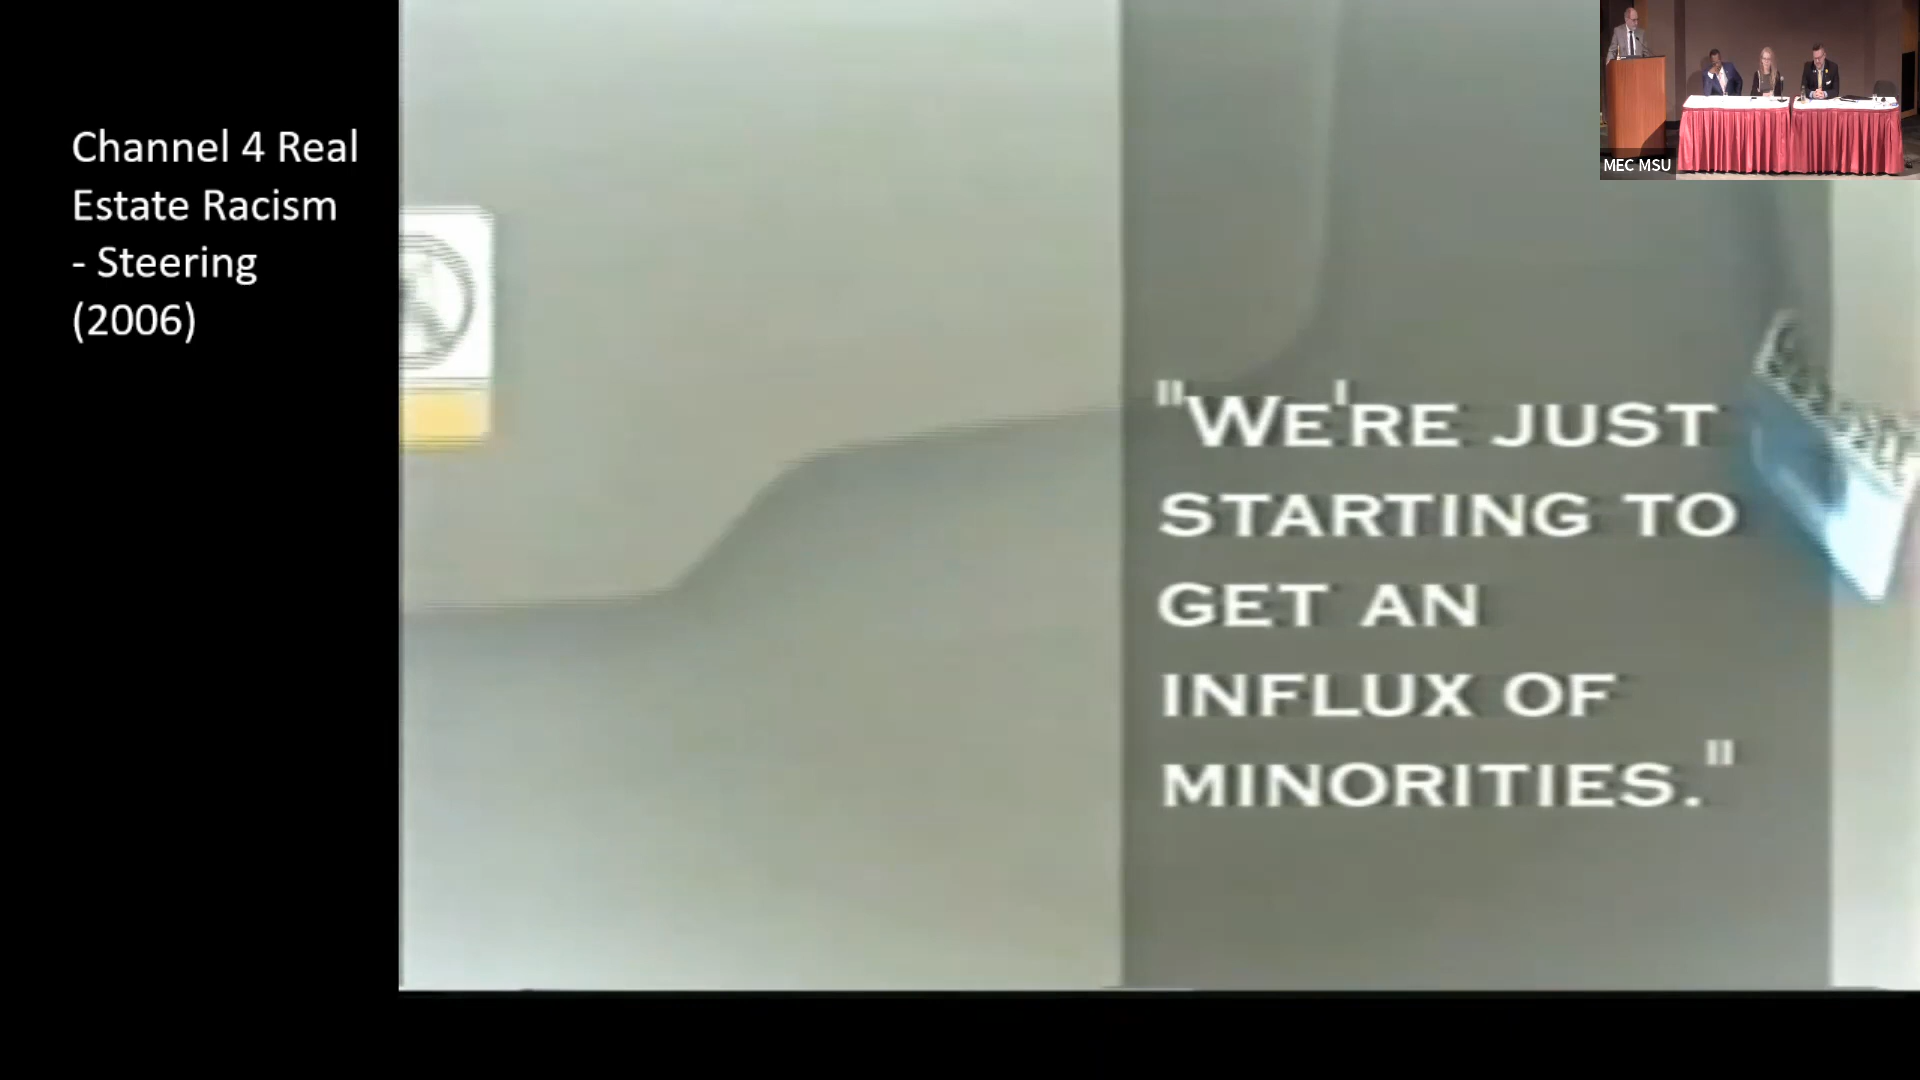 Channel 4 Real
Estate Racism
- Steering
(2006)
"WE'RE JUST
STARTING TO
GET AN
INFLUX OF
MINORITIES."
MEC MSU